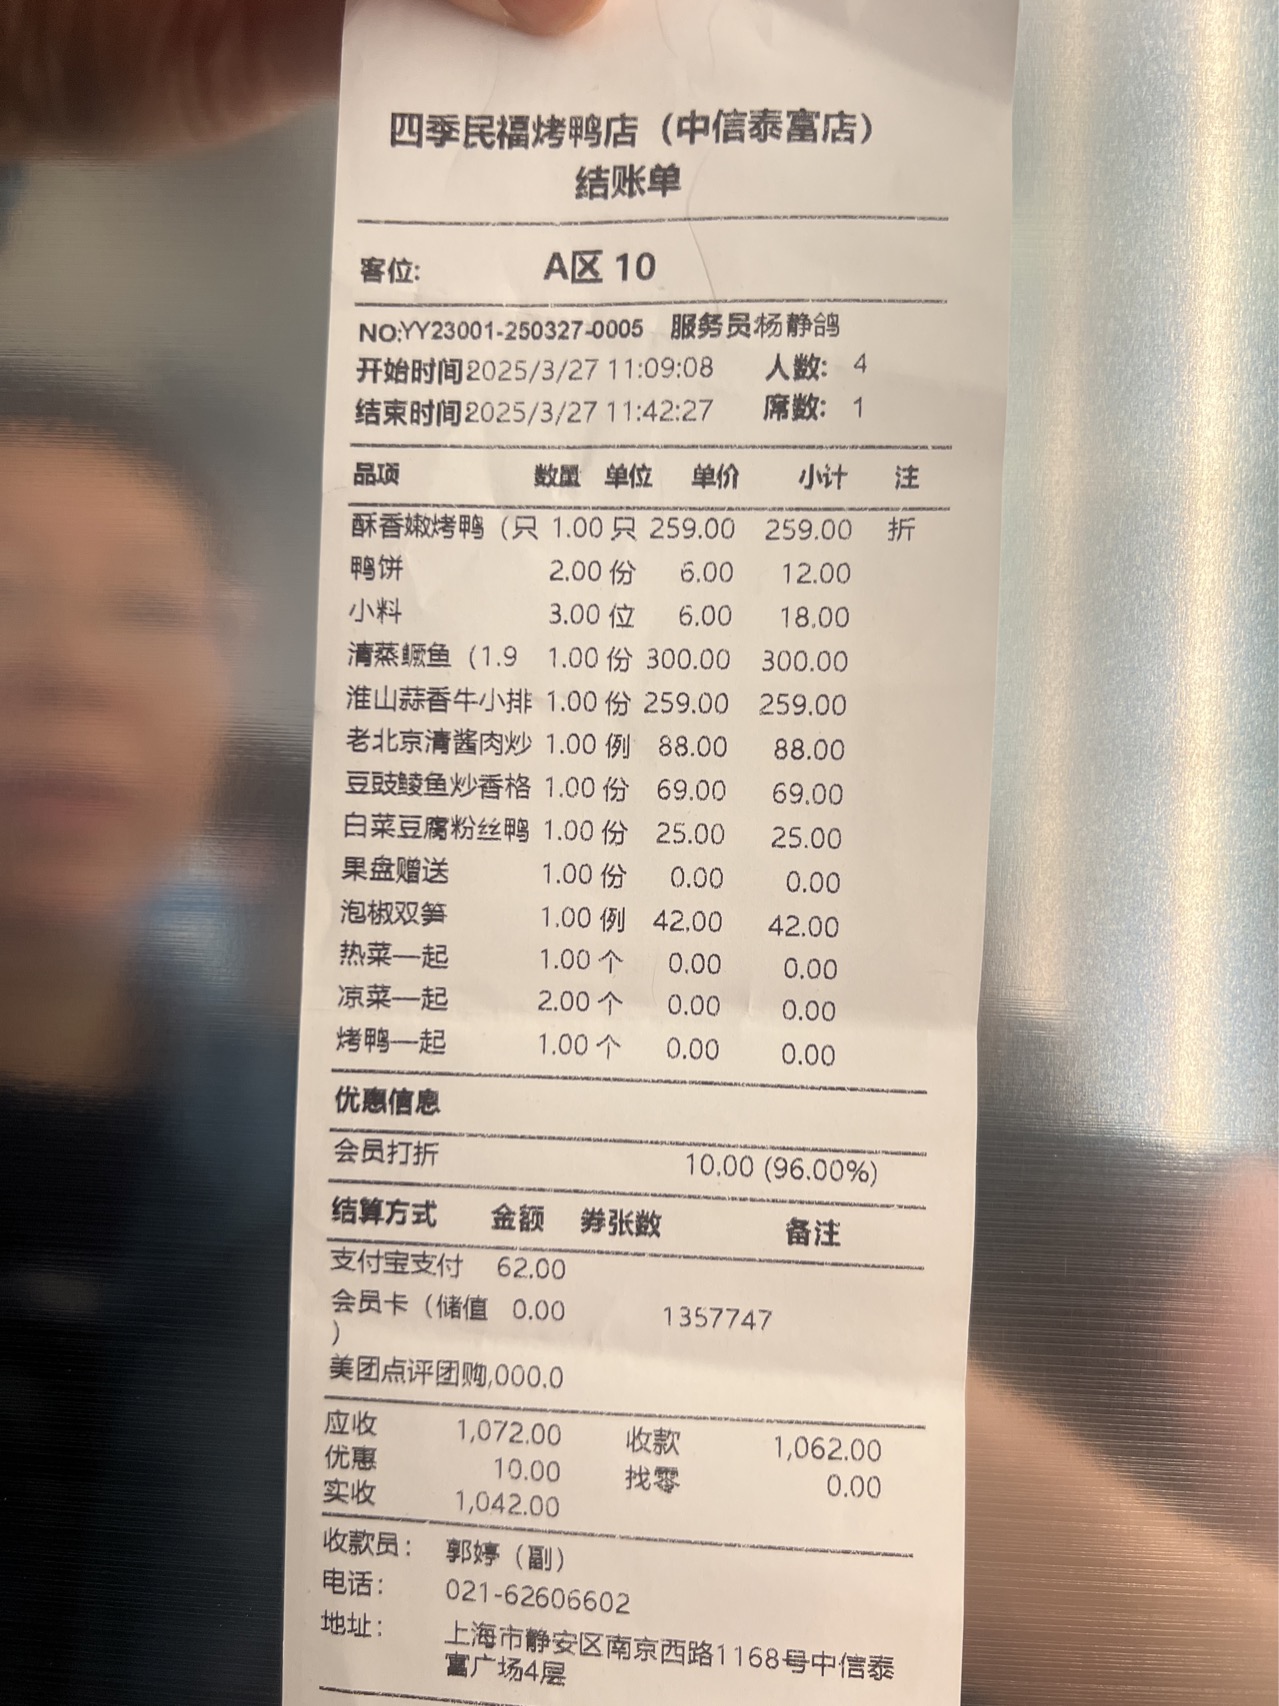 四季民福烤鸭店（中信泰富店）
结账单
客位: A区 10
NO:YY23001-250327-0005 服务员杨静鸽
开始时间2025/3/27 11:09:08 人数: 4
结束时间2025/3/27 11:42:27 席数: 1
品项 数量 单位 单价 小计 注
酥香嫩烤鸭（只 1.00 只 259.00 259.00 折
鸭饼 2.00 份 6.00 12.00
小料 3.00 位 6.00 18.00
清蒸鳜鱼（1.9 1.00 份 300.00 300.00
淮山蒜香牛小排 1.00 份 259.00 259.00
老北京清酱肉炒 1.00 例 88.00 88.00
豆豉鲮鱼炒香格 1.00 份 69.00 69.00
白菜豆腐粉丝鸭 1.00 份 25.00 25.00
果盘赠送 1.00 份 0.00 0.00
泡椒双笋 1.00 例 42.00 42.00
热菜一起 1.00 个 0.00 0.00
凉菜一起 2.00 个 0.00 0.00
烤鸭一起 1.00 个 0.00 0.00
优惠信息
会员打折 10.00 (96.00%)
结算方式 金额 券张数 备注
支付宝支付 62.00
会员卡（储值 0.00 1357747
）
美团点评团购,000.0
应收 1,072.00 收款 1,062.00
优惠 10.00 找零 0.00
实收 1,042.00
收款员： 郭婷（副）
电话： 021-62606602
地址： 上海市静安区南京西路1168号中信泰
富广场4层